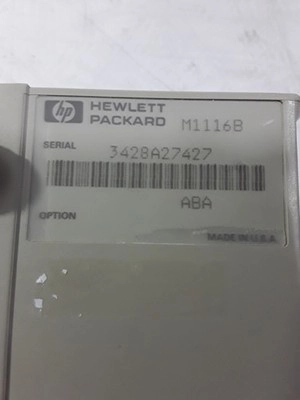 hp HEWLETT
PACKARD M1116B
SERIAL
3428A27427
ABA
OPTION
MADE IN U.S.A.